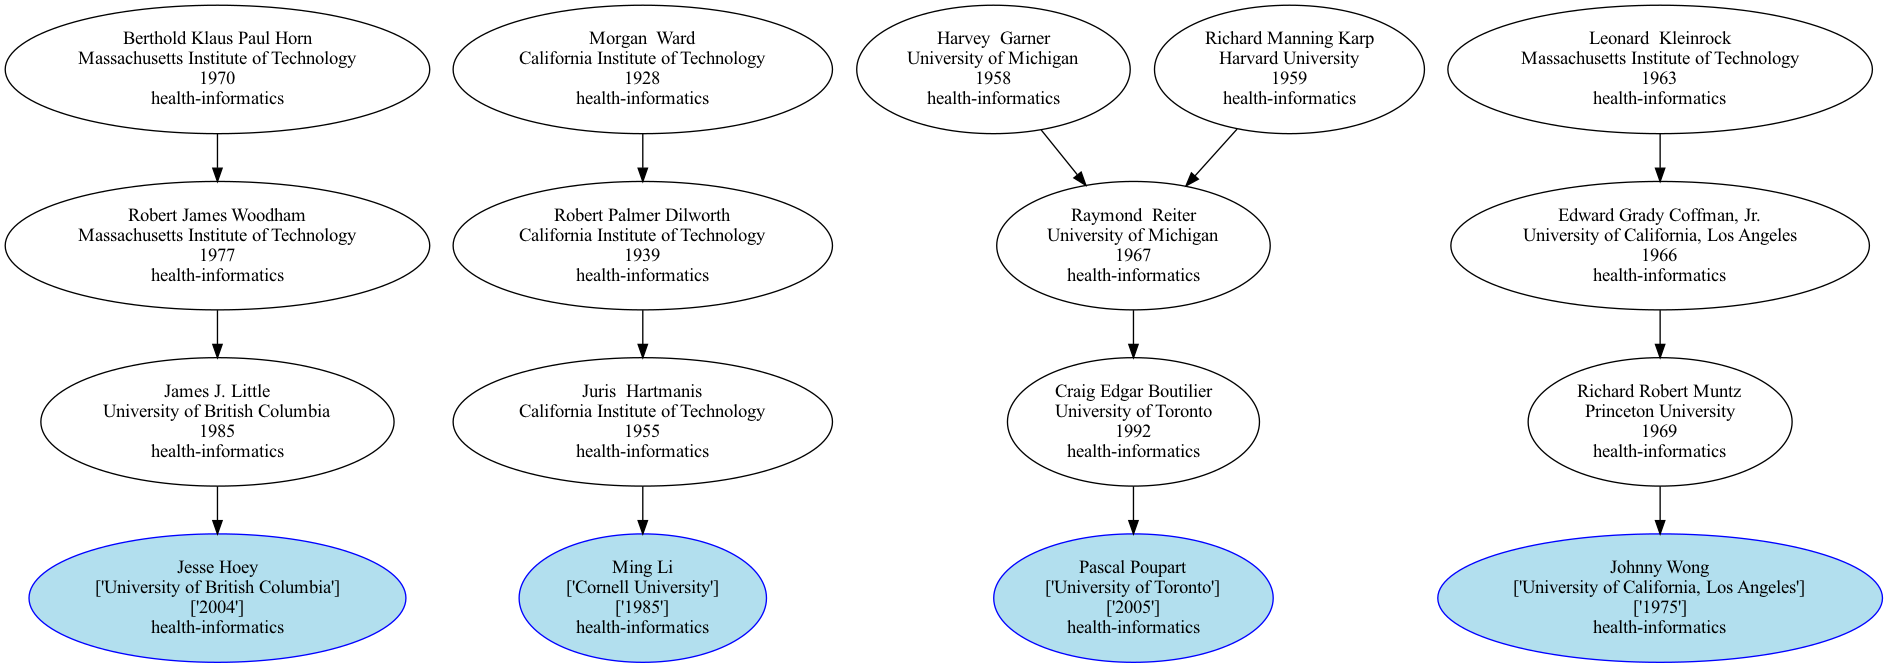 Berthold Klaus Paul Horn
Massachusetts Institute of Technology
1970
health-informatics
Morgan  Ward
California Institute of Technology
1928
health-informatics
Harvey  Garner
University of Michigan
1958
health-informatics
Richard Manning Karp
Harvard University
1959
health-informatics
Leonard  Kleinrock
Massachusetts Institute of Technology
1963
health-informatics
Robert James Woodham
Massachusetts Institute of Technology
1977
health-informatics
Robert Palmer Dilworth
California Institute of Technology
1939
health-informatics
Raymond  Reiter
University of Michigan
1967
health-informatics
Edward Grady Coffman, Jr.
University of California, Los Angeles
1966
health-informatics
James J. Little
University of British Columbia
1985
health-informatics
Juris  Hartmanis
California Institute of Technology
1955
health-informatics
Craig Edgar Boutilier
University of Toronto
1992
health-informatics
Richard Robert Muntz
Princeton University
1969
health-informatics
Jesse Hoey
['University of British Columbia']
['2004']
health-informatics
Ming Li
['Cornell University']
['1985']
health-informatics
Pascal Poupart
['University of Toronto']
['2005']
health-informatics
Johnny Wong
['University of California, Los Angeles']
['1975']
health-informatics